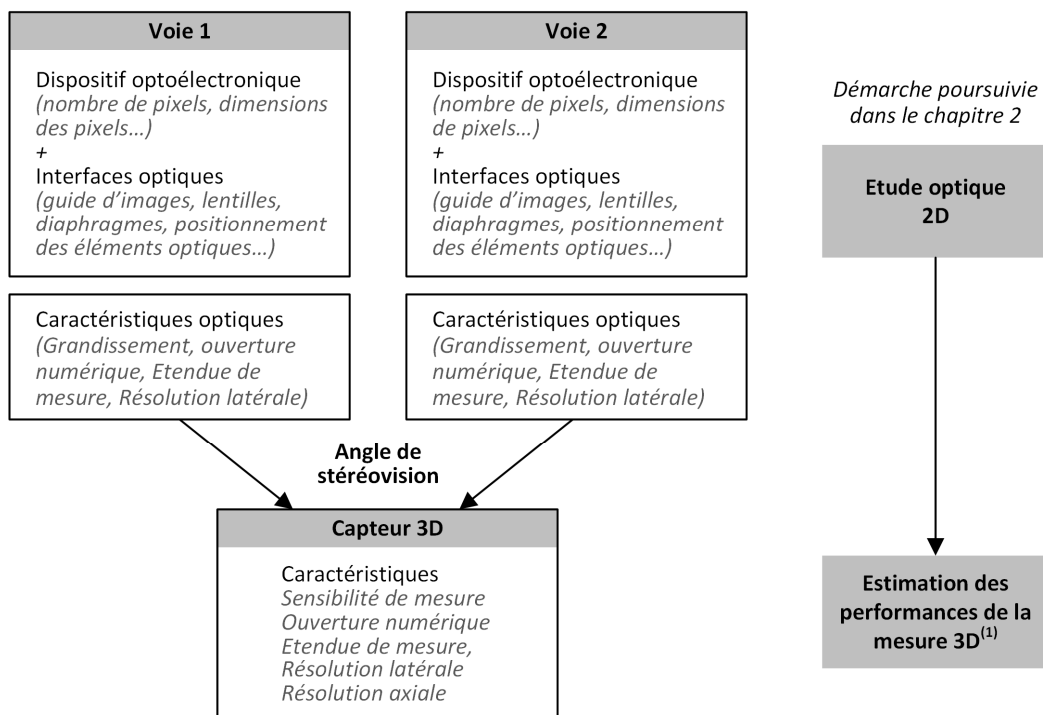 Voie 1
Dispositif optoélectronique
(nombre de pixels, dimensions
des pixels…)
+
Interfaces optiques
(guide d’images, lentilles,
diaphragmes, positionnement
des éléments optiques…)
Caractéristiques optiques
(Grandissement, ouverture
numérique, Etendue de
mesure, Résolution latérale)
Voie 2
Dispositif optoélectronique
(nombre de pixels, dimensions
de pixels…)
+
Interfaces optiques
(guide d’images, lentilles,
diaphragmes, positionnement
des éléments optiques…)
Caractéristiques optiques
(Grandissement, ouverture
numérique, Etendue de
mesure, Résolution latérale)
Angle de
stéréovision
Capteur 3D
Caractéristiques
Sensibilité de mesure
Ouverture numérique
Etendue de mesure,
Résolution latérale
Résolution axiale
Démarche poursuivie
dans le chapitre 2
Etude optique
2D
Estimation des
performances de la
mesure 3D(1)